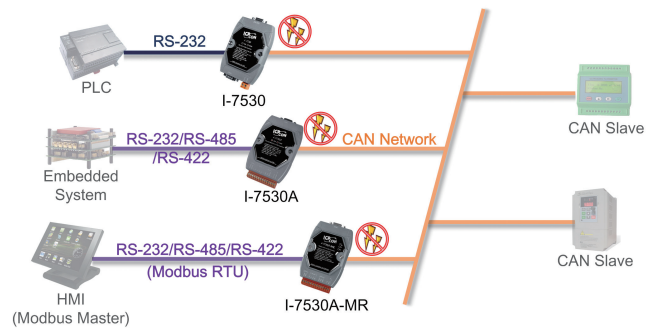 RS-232
PLC
I-7530
RS-232/RS-485
/RS-422
CAN Network
CAN Slave
Embedded
System
I-7530A
RS-232/RS-485/RS-422
(Modbus RTU)
CAN Slave
HMI
(Modbus Master)
I-7530A-MR